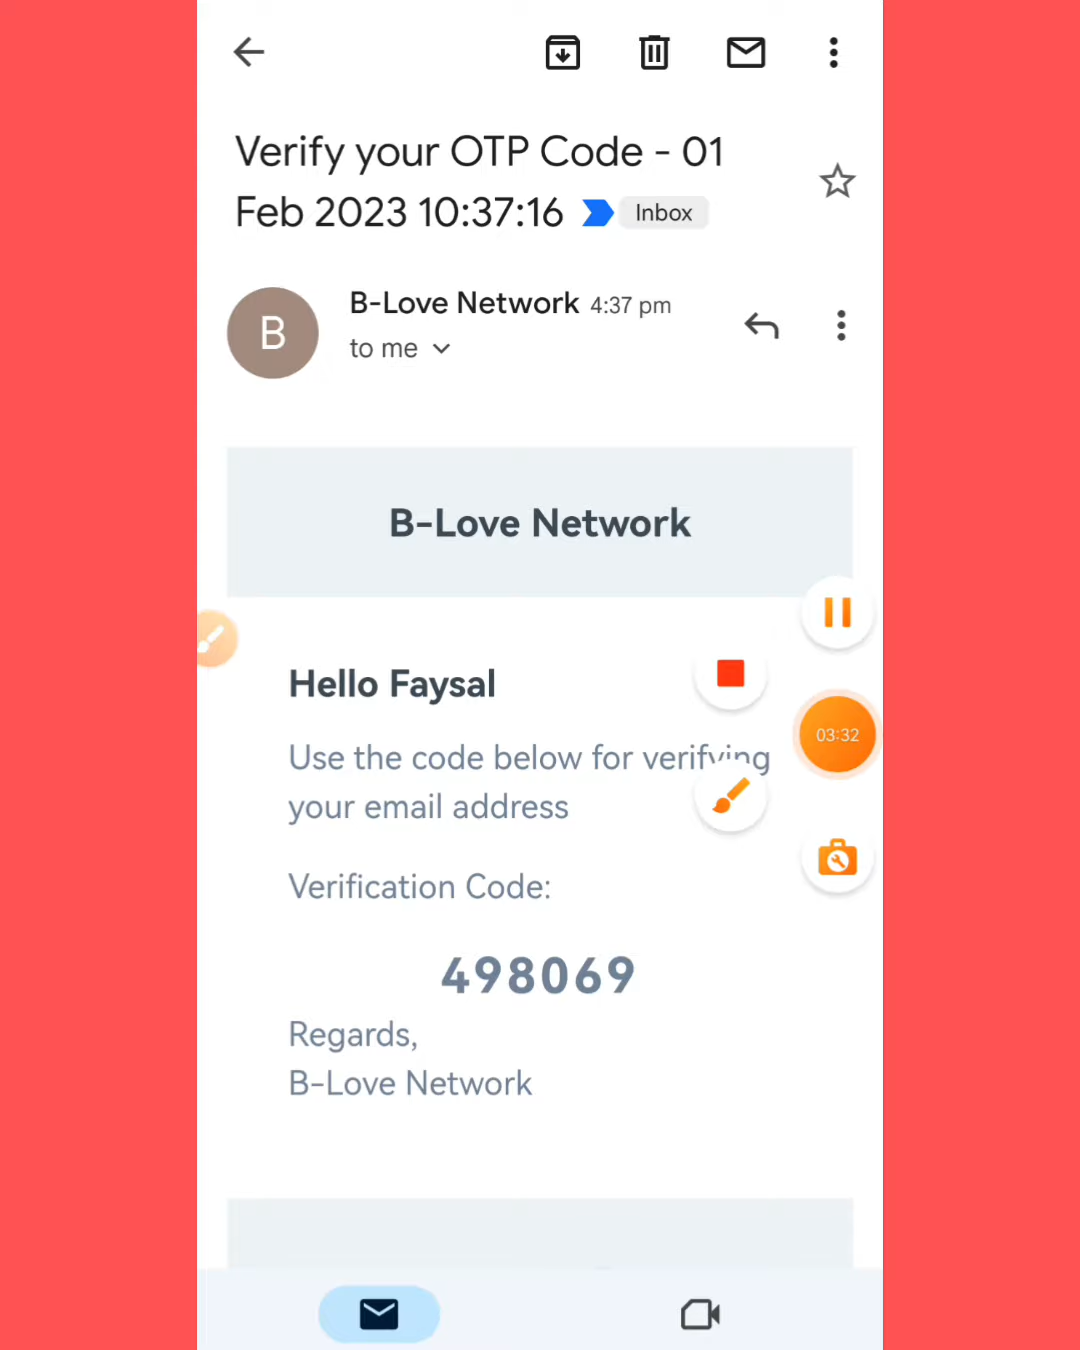 Verify your OTP Code - 01
Feb 2023 10:37:16 Inbox
B
B-Love Network 4:37 pm
to me
B-Love Network
Hello Faysal
Use the code below for verifying
your email address
03:32
Verification Code:
498069
Regards,
B-Love Network